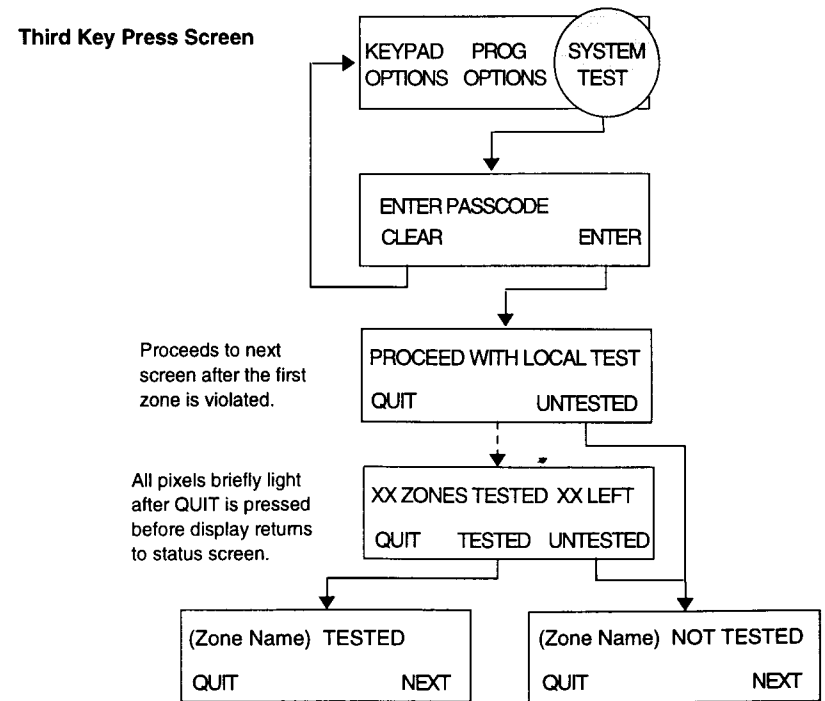 Third Key Press Screen
KEYPAD PROG SYSTEM
OPTIONS OPTIONS TEST
ENTER PASSCODE
CLEAR ENTER
Proceeds to next
screen after the first
zone is violated.
PROCEED WITH LOCAL TEST
QUIT UNTESTED
All pixels briefly light
after QUIT is pressed
before display returns
to status screen.
XX ZONES TESTED XX LEFT
QUIT TESTED UNTESTED
(Zone Name) TESTED
QUIT NEXT
(Zone Name) NOT TESTED
QUIT NEXT